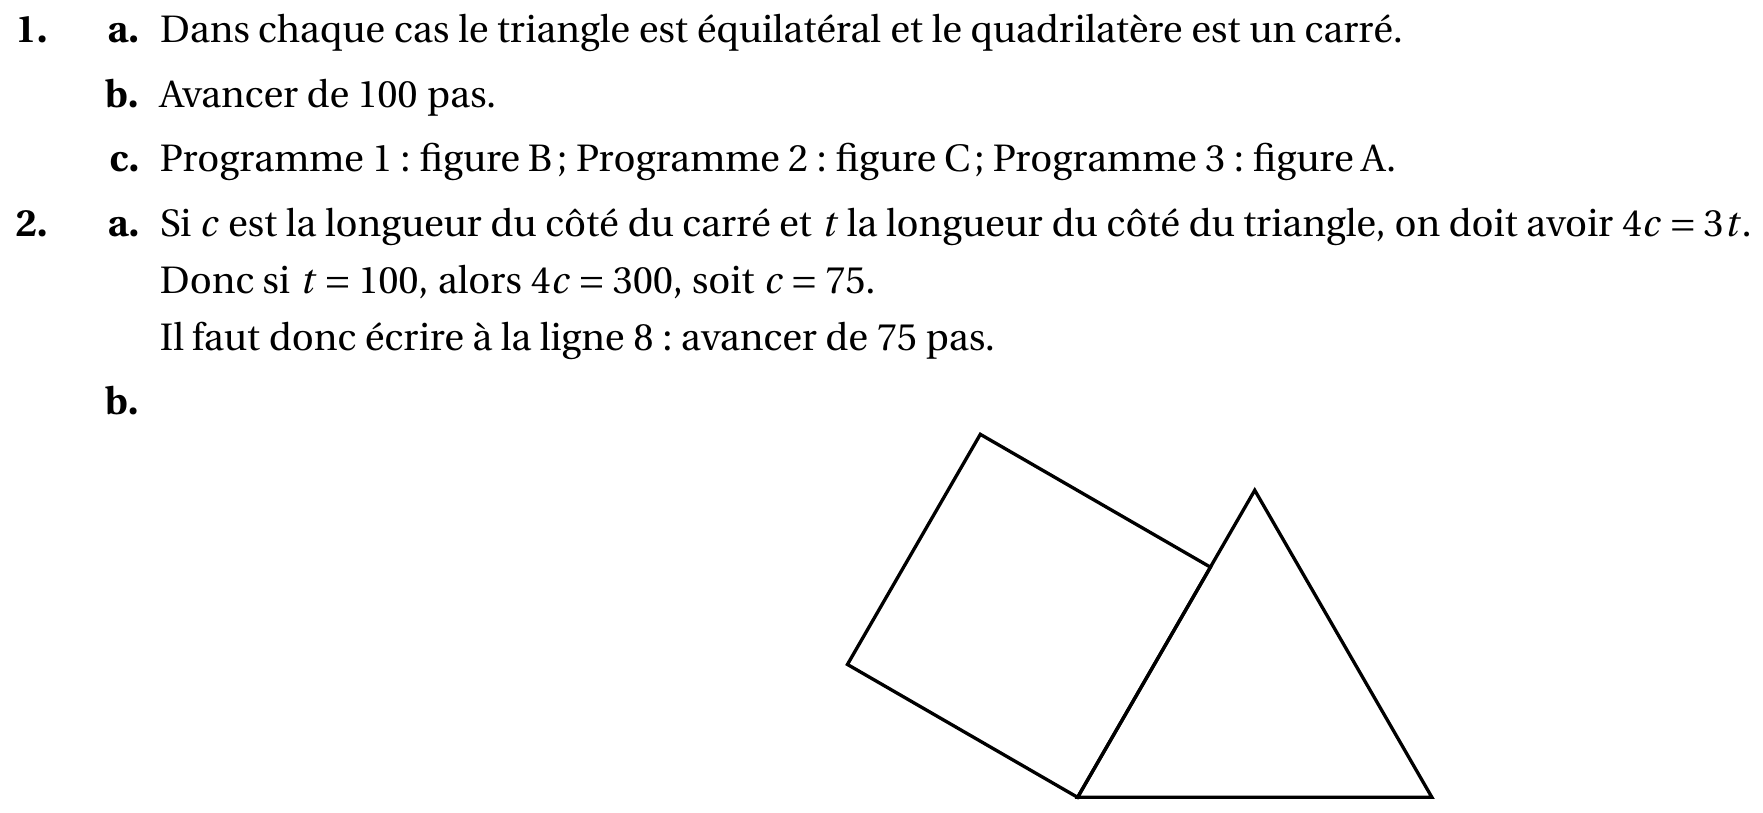 1. a. Dans chaque cas le triangle est équilatéral et le quadrilatère est un carré.
b. Avancer de 100 pas.
c. Programme 1 : figure B ; Programme 2 : figure C ; Programme 3 : figure A.
2. a. Si c est la longueur du côté du carré et t la longueur du côté du triangle, on doit avoir 4c = 3t.
Donc si t = 100, alors 4c = 300, soit c = 75.
Il faut donc écrire à la ligne 8 : avancer de 75 pas.
b.